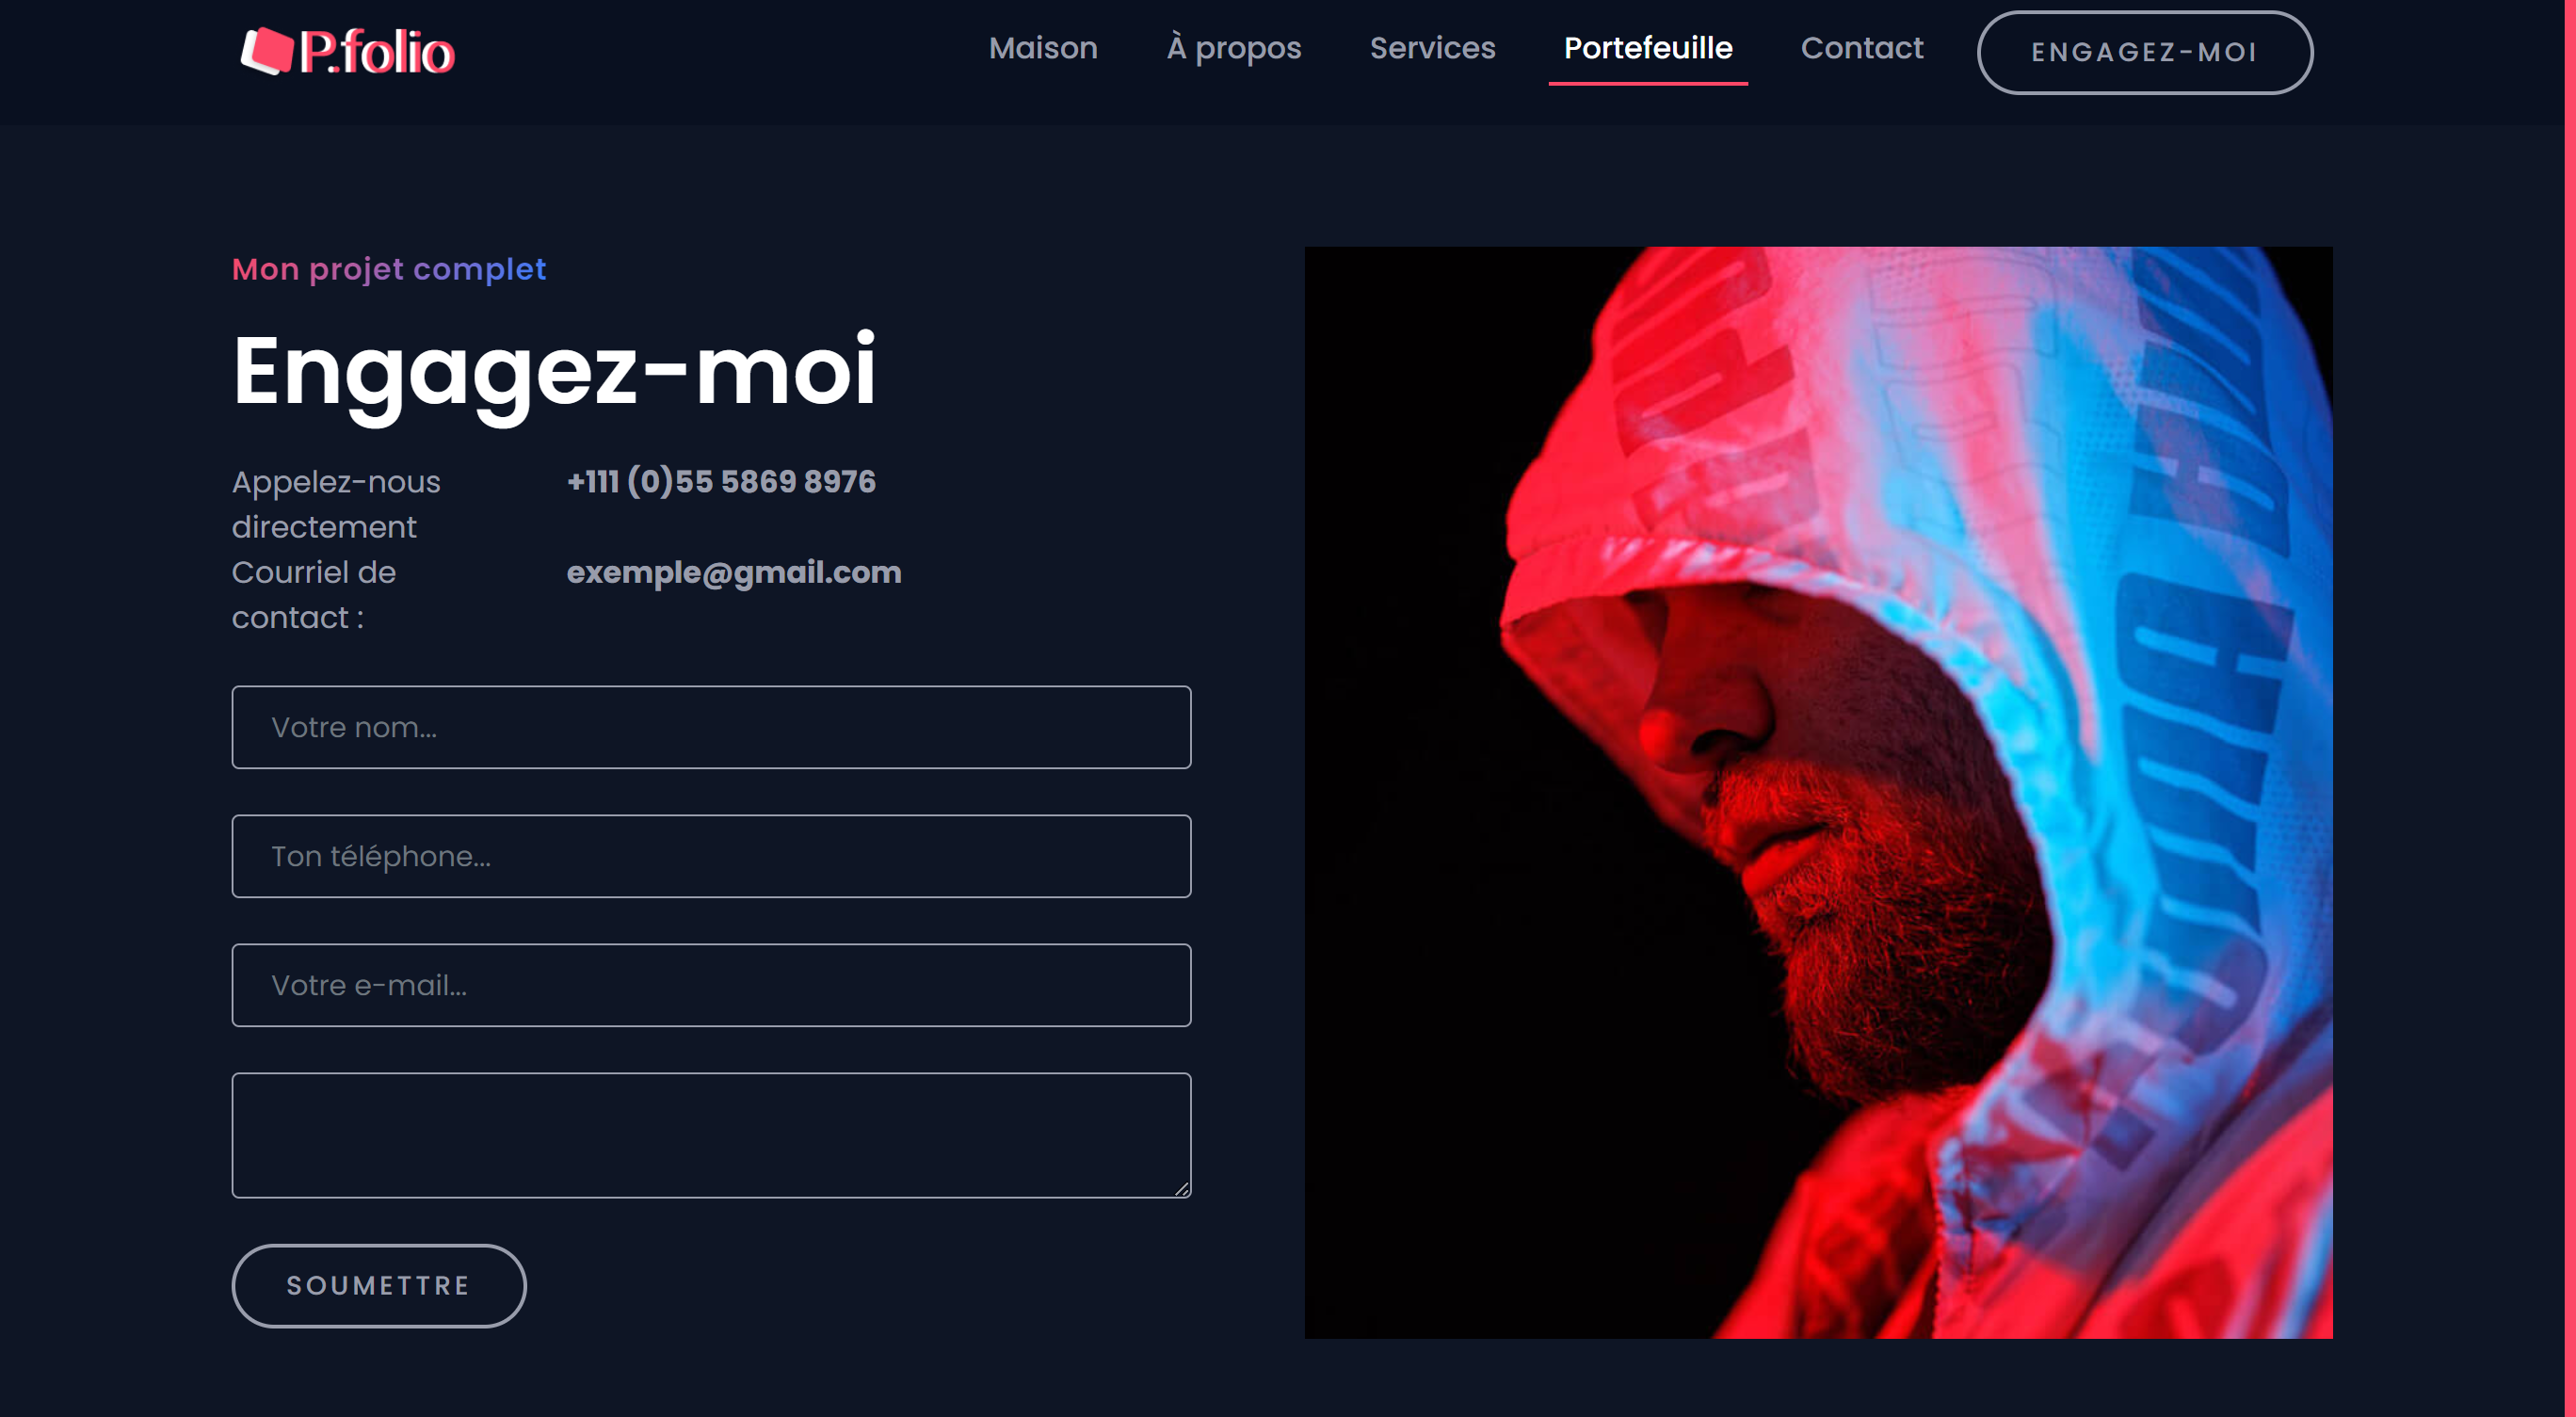 P.folio
Maison
À propos
Services
Portefeuille
Contact
ENGAGEZ-MOI
Mon projet complet
Engagez-moi
Appelez-nous directement
+111 (0)55 5869 8976
Courriel de contact :
exemple@gmail.com
Votre nom...
Ton téléphone...
Votre e-mail...
SOUMETTRE